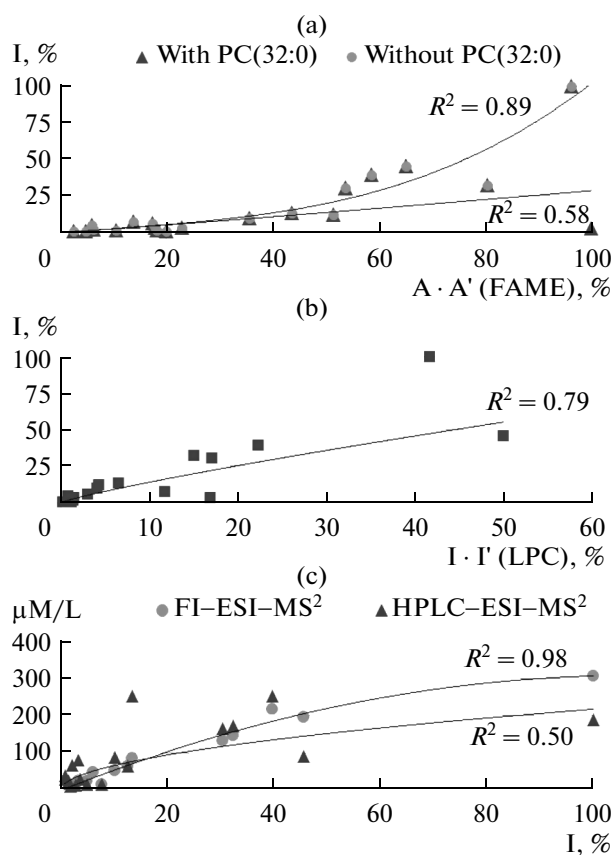 (a)
I, %
▲ With PC(32:0) ● Without PC(32:0)
100
R² = 0.89
75
50
25
R² = 0.58
0 20 40 60 80 100
A · A' (FAME), %
(b)
I, %
100
R² = 0.79
75
50
25
0 10 20 30 40 50 60
I · I' (LPC), %
(c)
μM/L
● FI–ESI–MS² ▲ HPLC–ESI–MS²
400
R² = 0.98
300
200
R² = 0.50
100
0 20 40 60 80 100
I, %